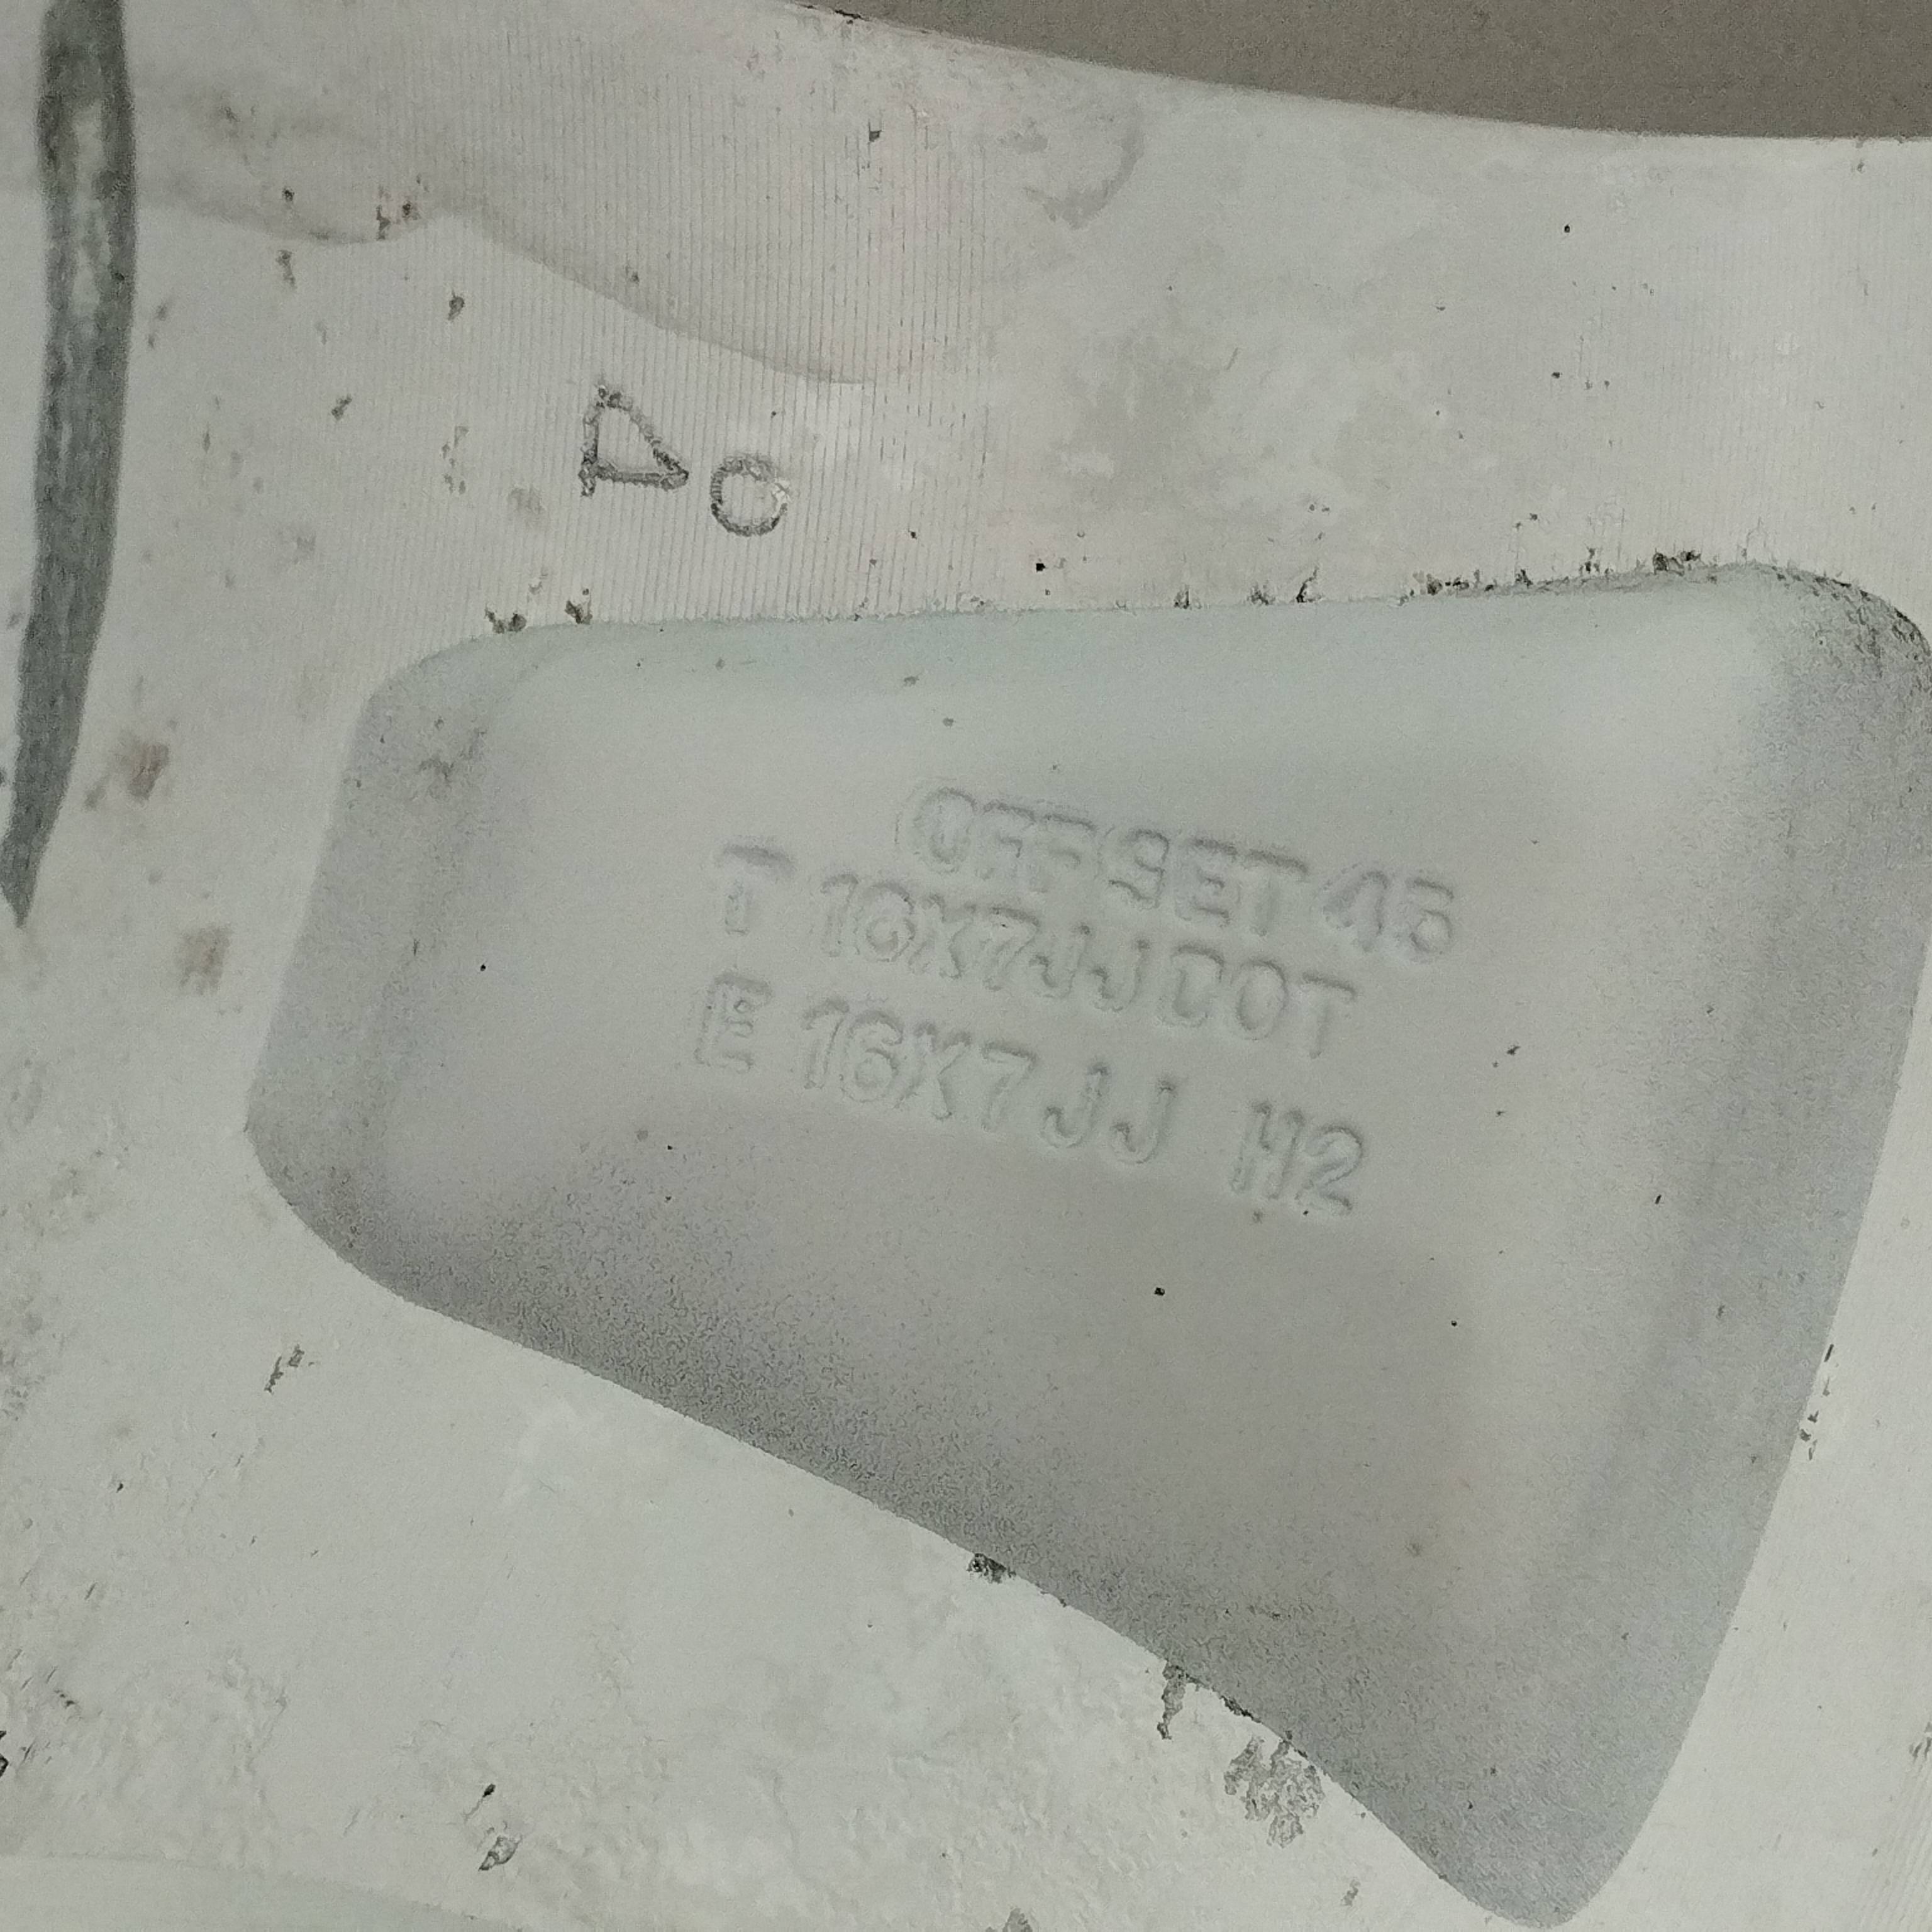 OFFSET 45
T 16X7JJ DOT
E 16X7JJ H2